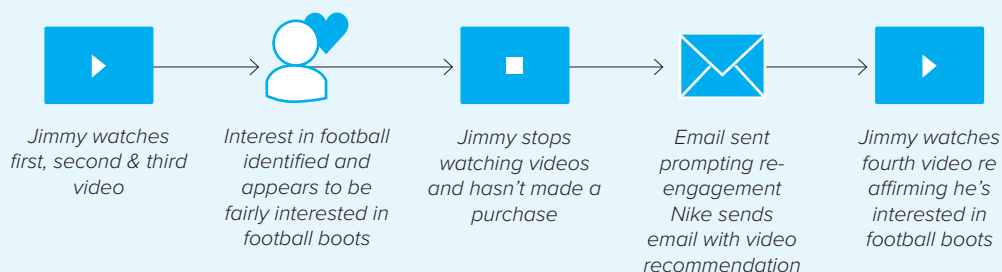 Jimmy watches
first, second & third
video
Interest in football
identified and
appears to be
fairly interested in
football boots
Jimmy stops
watching videos
and hasn't made a
purchase
Email sent
prompting re-
engagement
Nike sends
email with video
recommendation
Jimmy watches
fourth video re
affirming he's
interested in
football boots